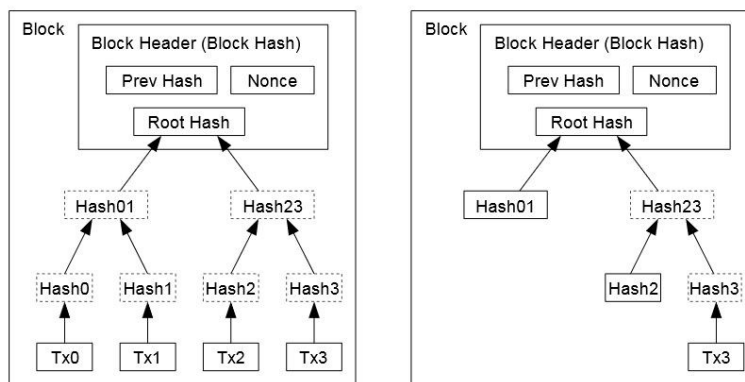 Block
Block Header (Block Hash)
Prev Hash
Nonce
Root Hash
Hash01
Hash23
Hash0
Hash1
Hash2
Hash3
Tx0
Tx1
Tx2
Tx3
Block
Block Header (Block Hash)
Prev Hash
Nonce
Root Hash
Hash01
Hash23
Hash2
Hash3
Tx3